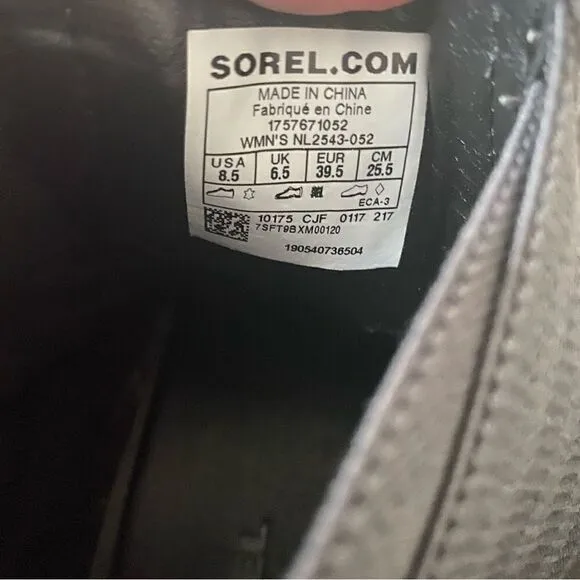 SOREL.COM
MADE IN CHINA
Fabriqué en Chine
1757671052
WMN'S NL2543-052
USA UK EUR CM
8.5 6.5 39.5 25.5
ECA-3
10175 CJF 0117 217
7SFT9BXM00120
190540736504